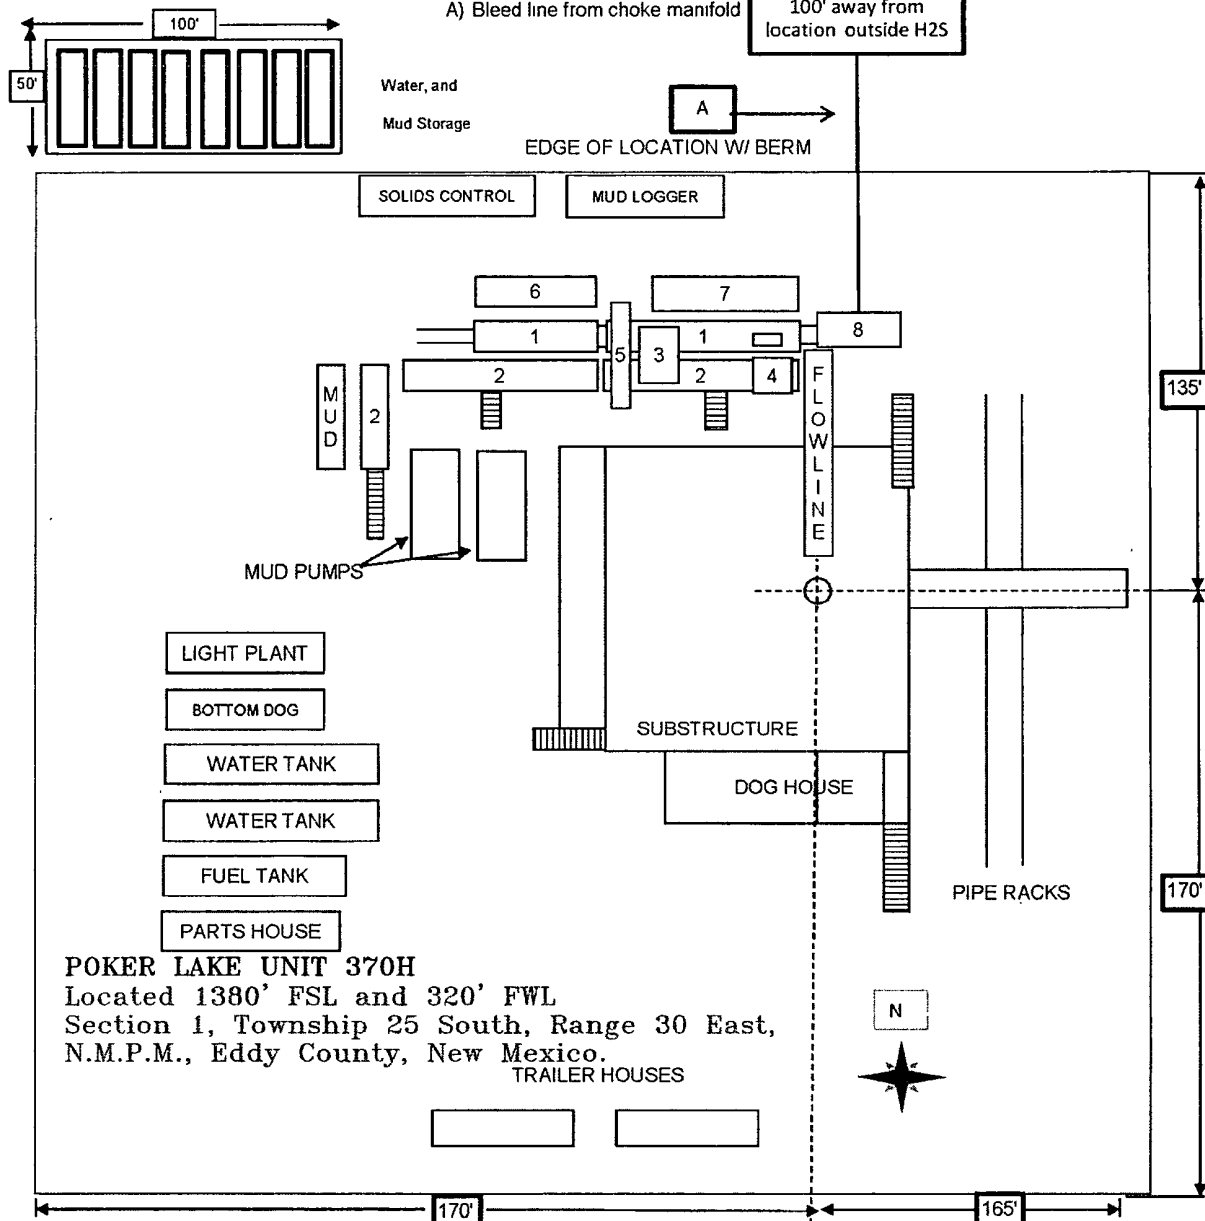 A) Bleed line from choke manifold
100' away from
location outside H2S
100'
50'
Water, and
Mud Storage
A
EDGE OF LOCATION W/ BERM
SOLIDS CONTROL
MUD LOGGER
6
7
1
1
8
5
3
2
2
4
MUD
2
FLOWLINE
135'
MUD PUMPS
LIGHT PLANT
BOTTOM DOG
SUBSTRUCTURE
WATER TANK
DOG HOUSE
WATER TANK
FUEL TANK
PIPE RACKS
170'
PARTS HOUSE
POKER LAKE UNIT 370H
Located 1380' FSL and 320' FWL
Section 1, Township 25 South, Range 30 East,
N.M.P.M., Eddy County, New Mexico.
N
TRAILER HOUSES
170'
165'